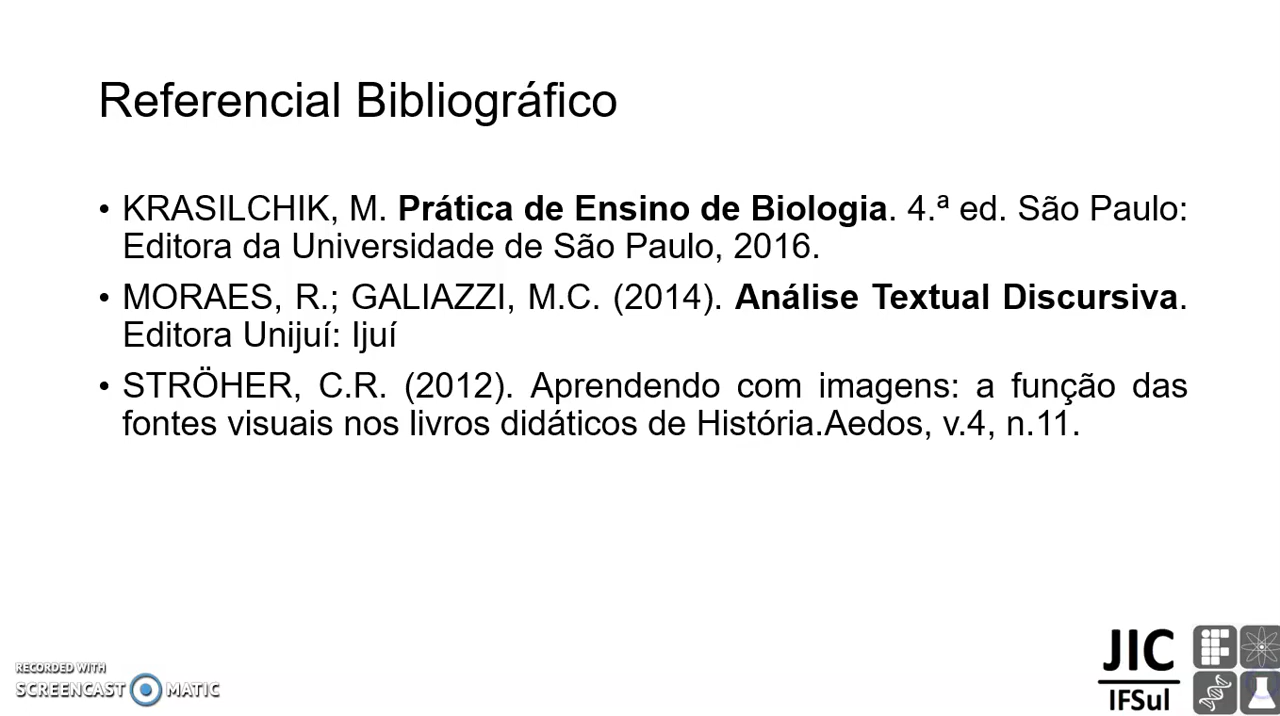 Referencial Bibliográfico
• KRASILCHIK, M. Prática de Ensino de Biologia. 4.ª ed. São Paulo:
Editora da Universidade de São Paulo, 2016.
• MORAES, R.; GALIAZZI, M.C. (2014). Análise Textual Discursiva.
Editora Unijuí: Ijuí
• STRÖHER, C.R. (2012). Aprendendo com imagens: a função das
fontes visuais nos livros didáticos de História.Aedos, v.4, n.11.
RECORDED WITH
SCREENCAST MATIC
JIC
IFSul